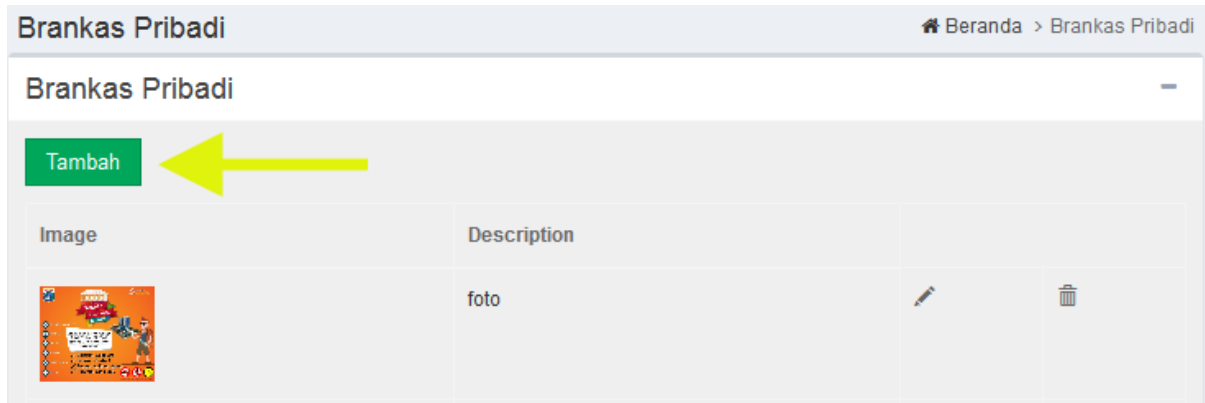 Brankas Pribadi
Beranda > Brankas Pribadi
Brankas Pribadi
Tambah
Image Description
foto